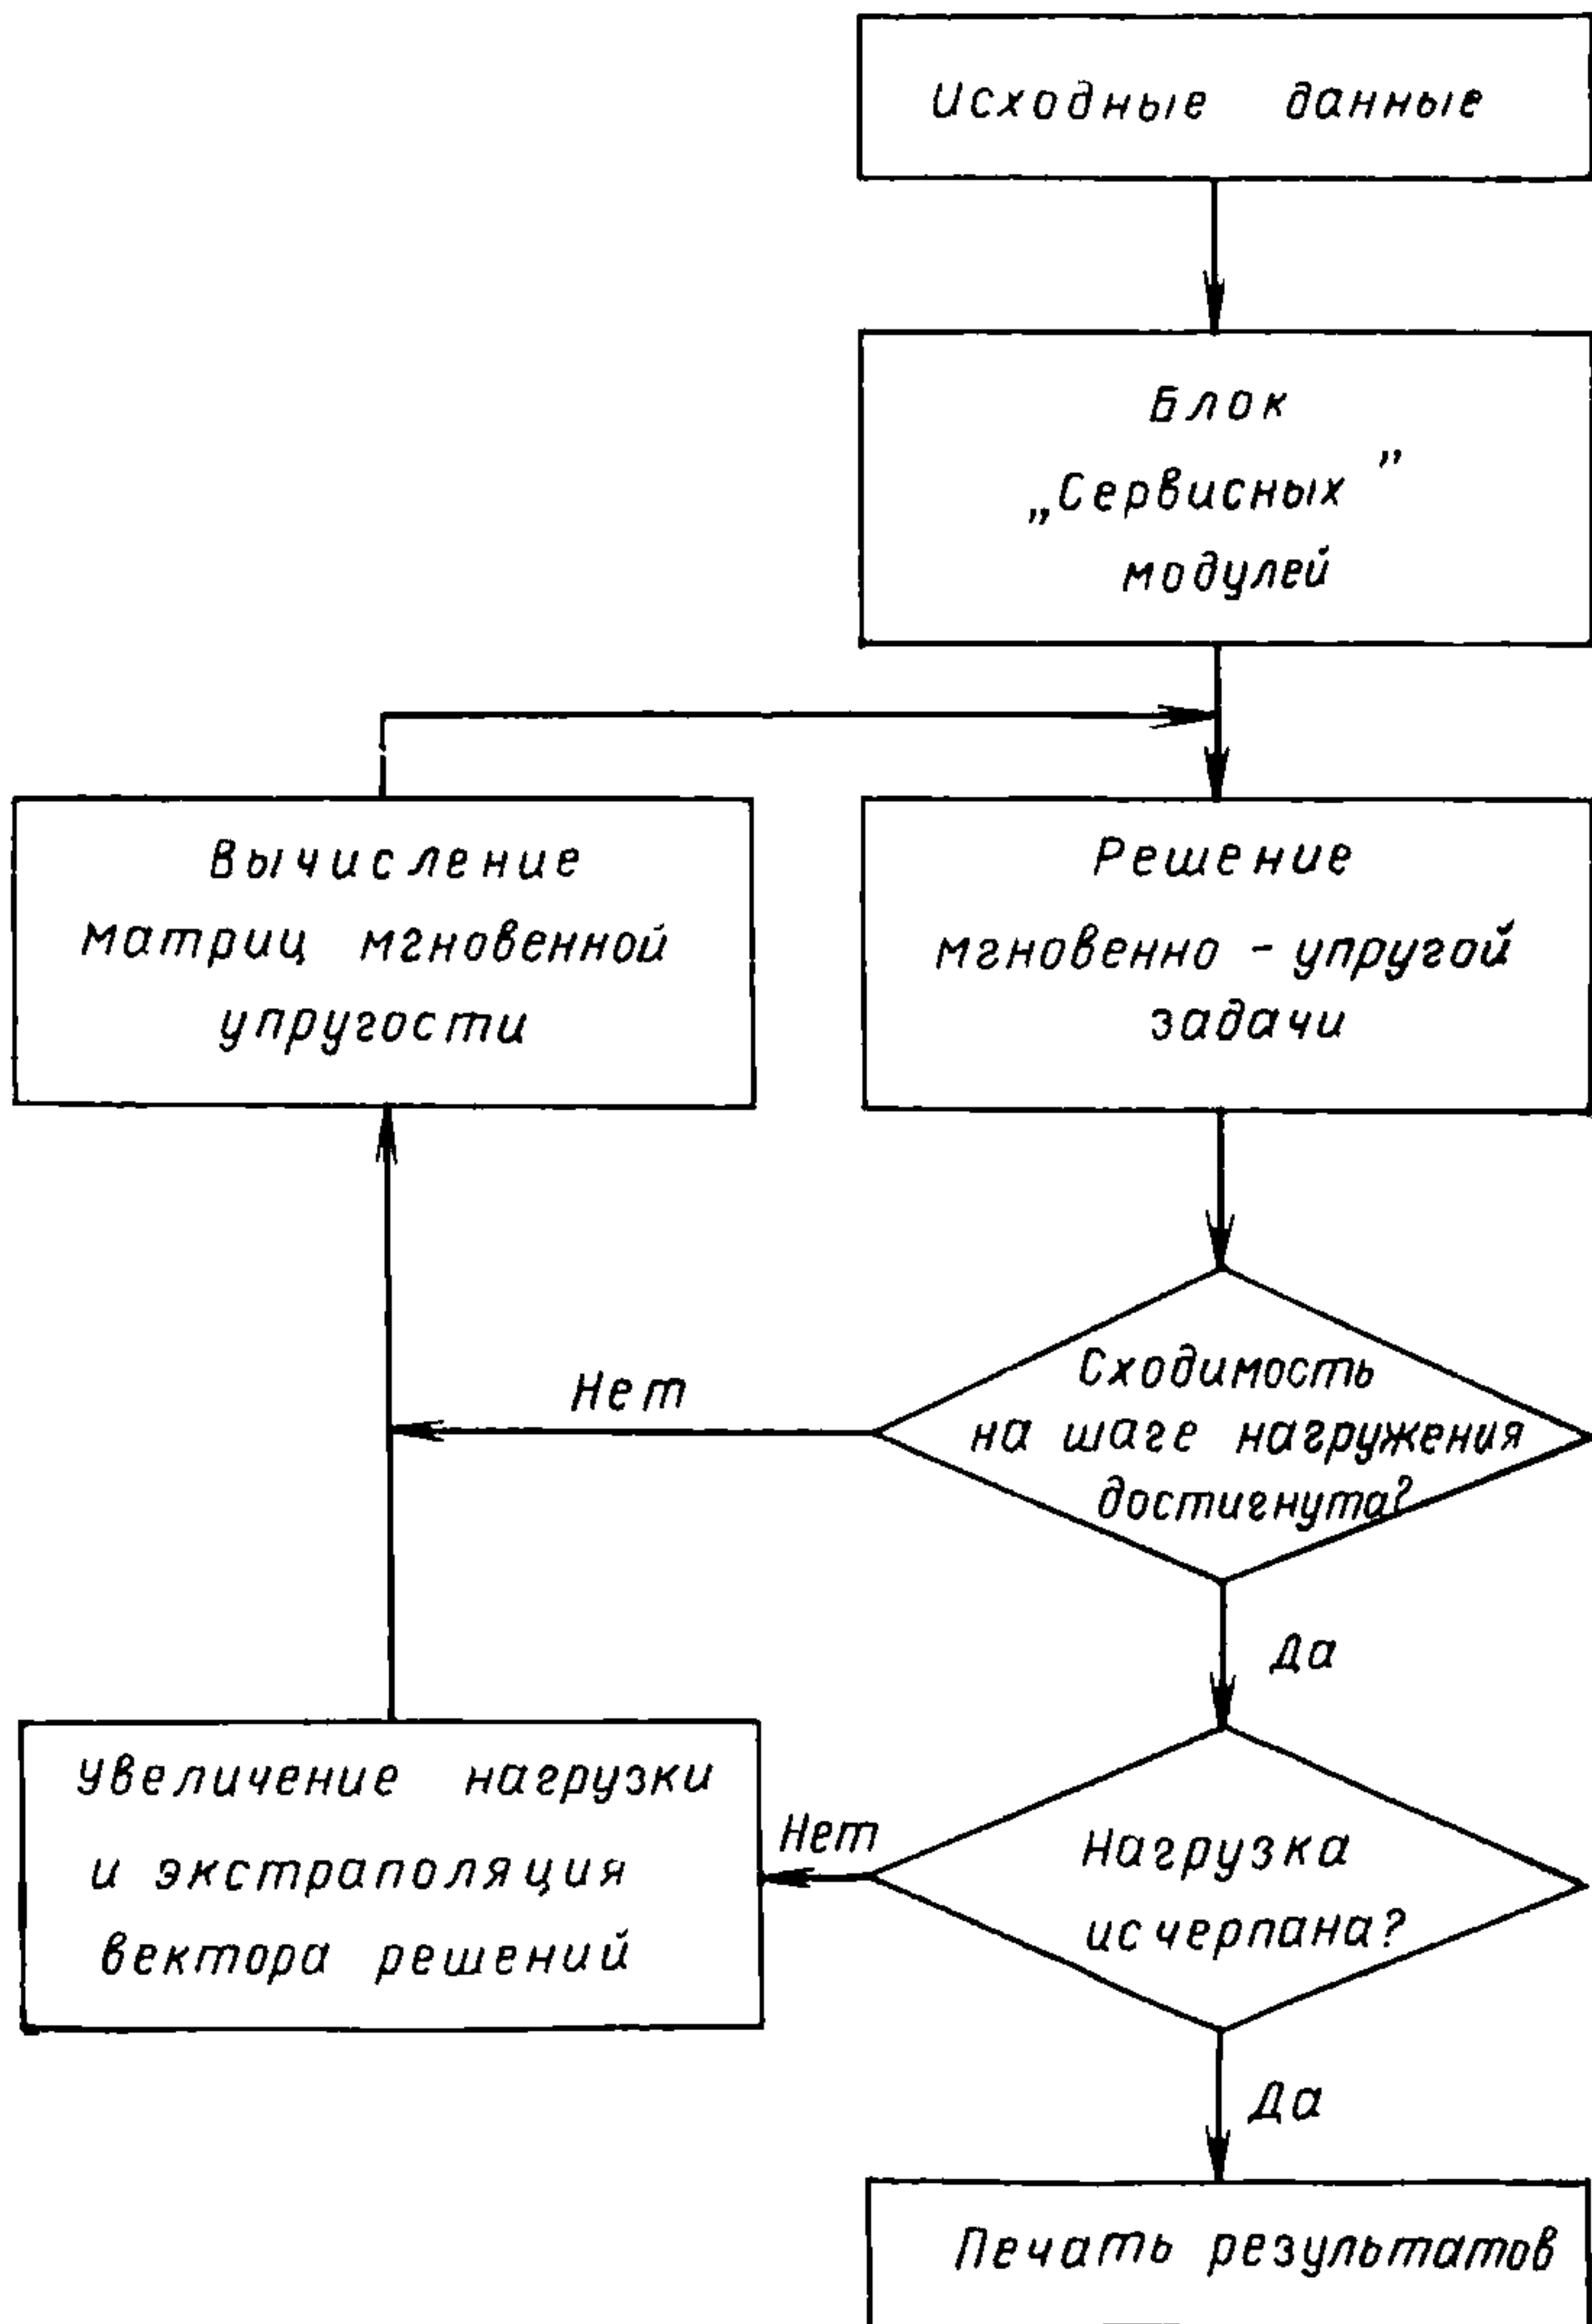 исходные данные
Блок
„Сервисных”
модулей
Вычисление
матриц мгновенной
упругости
Решение
мгновенно - упругой
задачи
Сходимость
на шаге нагружения
достигнута?
Нет
Да
Увеличение нагрузки
и экстраполяция
вектора решений
Нет
Нагрузка
исчерпана?
Да
Печать результатов